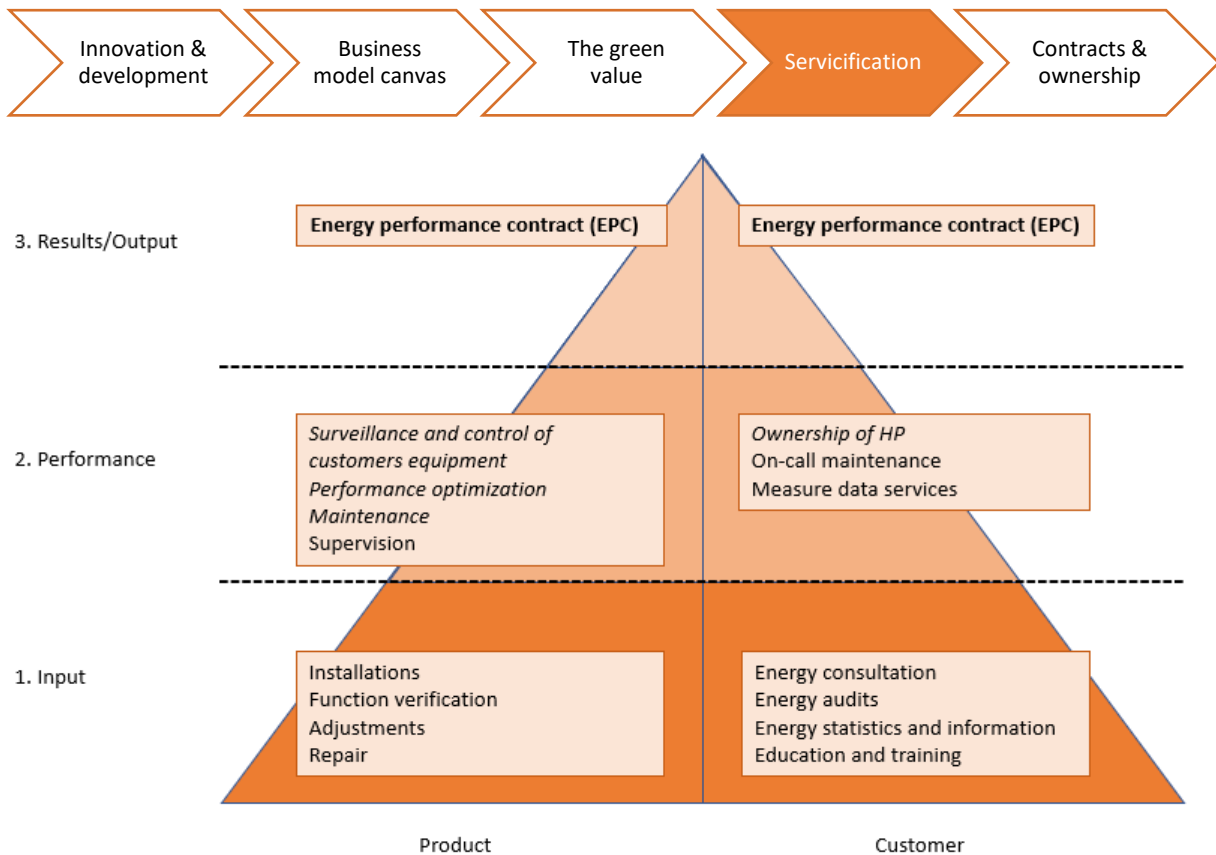 Innovation &
development
Business
model canvas
The green
value
Servicification
Contracts &
ownership
3. Results/Output
Energy performance contract (EPC)
Energy performance contract (EPC)
2. Performance
Surveillance and control of
customers equipment
Performance optimization
Maintenance
Supervision
Ownership of HP
On-call maintenance
Measure data services
1. Input
Installations
Function verification
Adjustments
Repair
Energy consultation
Energy audits
Energy statistics and information
Education and training
Product
Customer